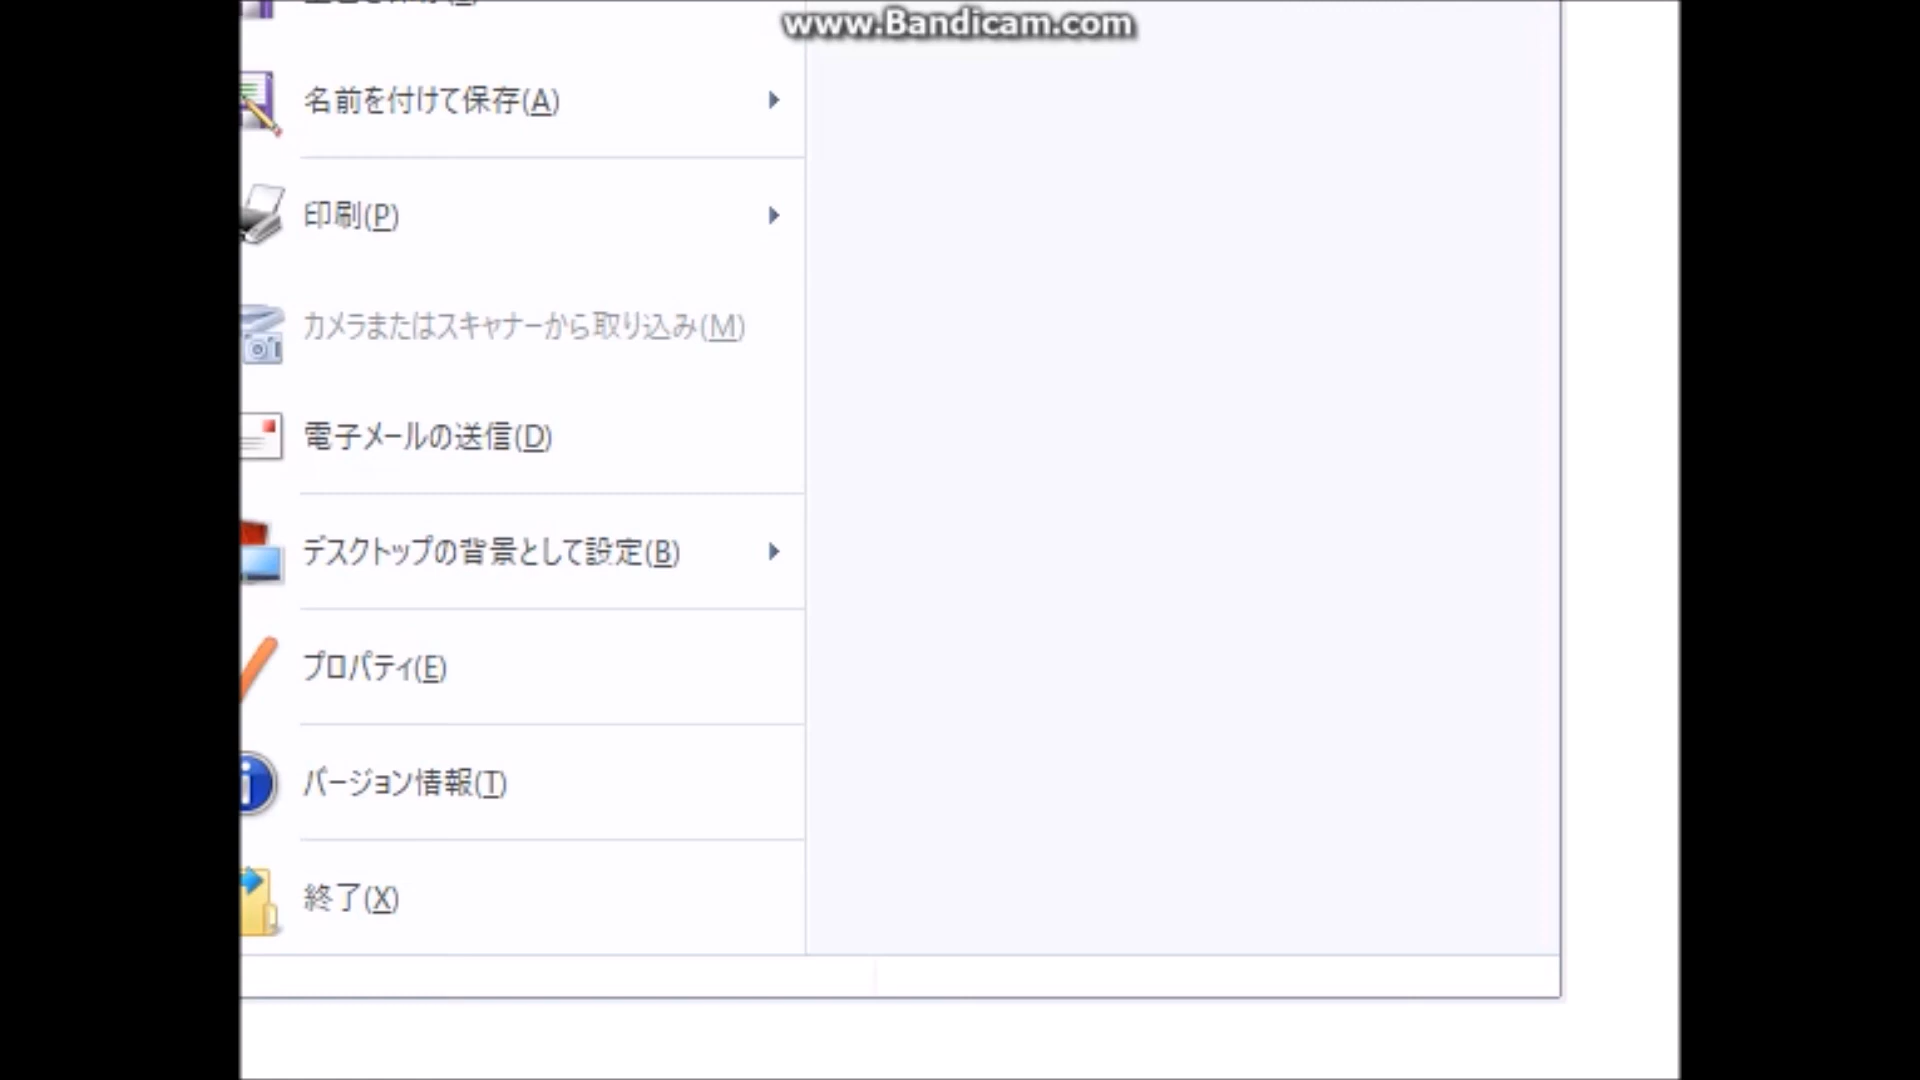 www.Bandicam.com
名前を付けて保存(A)
印刷(P)
カメラまたはスキャナーから取り込み(M)
電子メールの送信(D)
デスクトップの背景として設定(B)
プロパティ(E)
バージョン情報(T)
終了(X)